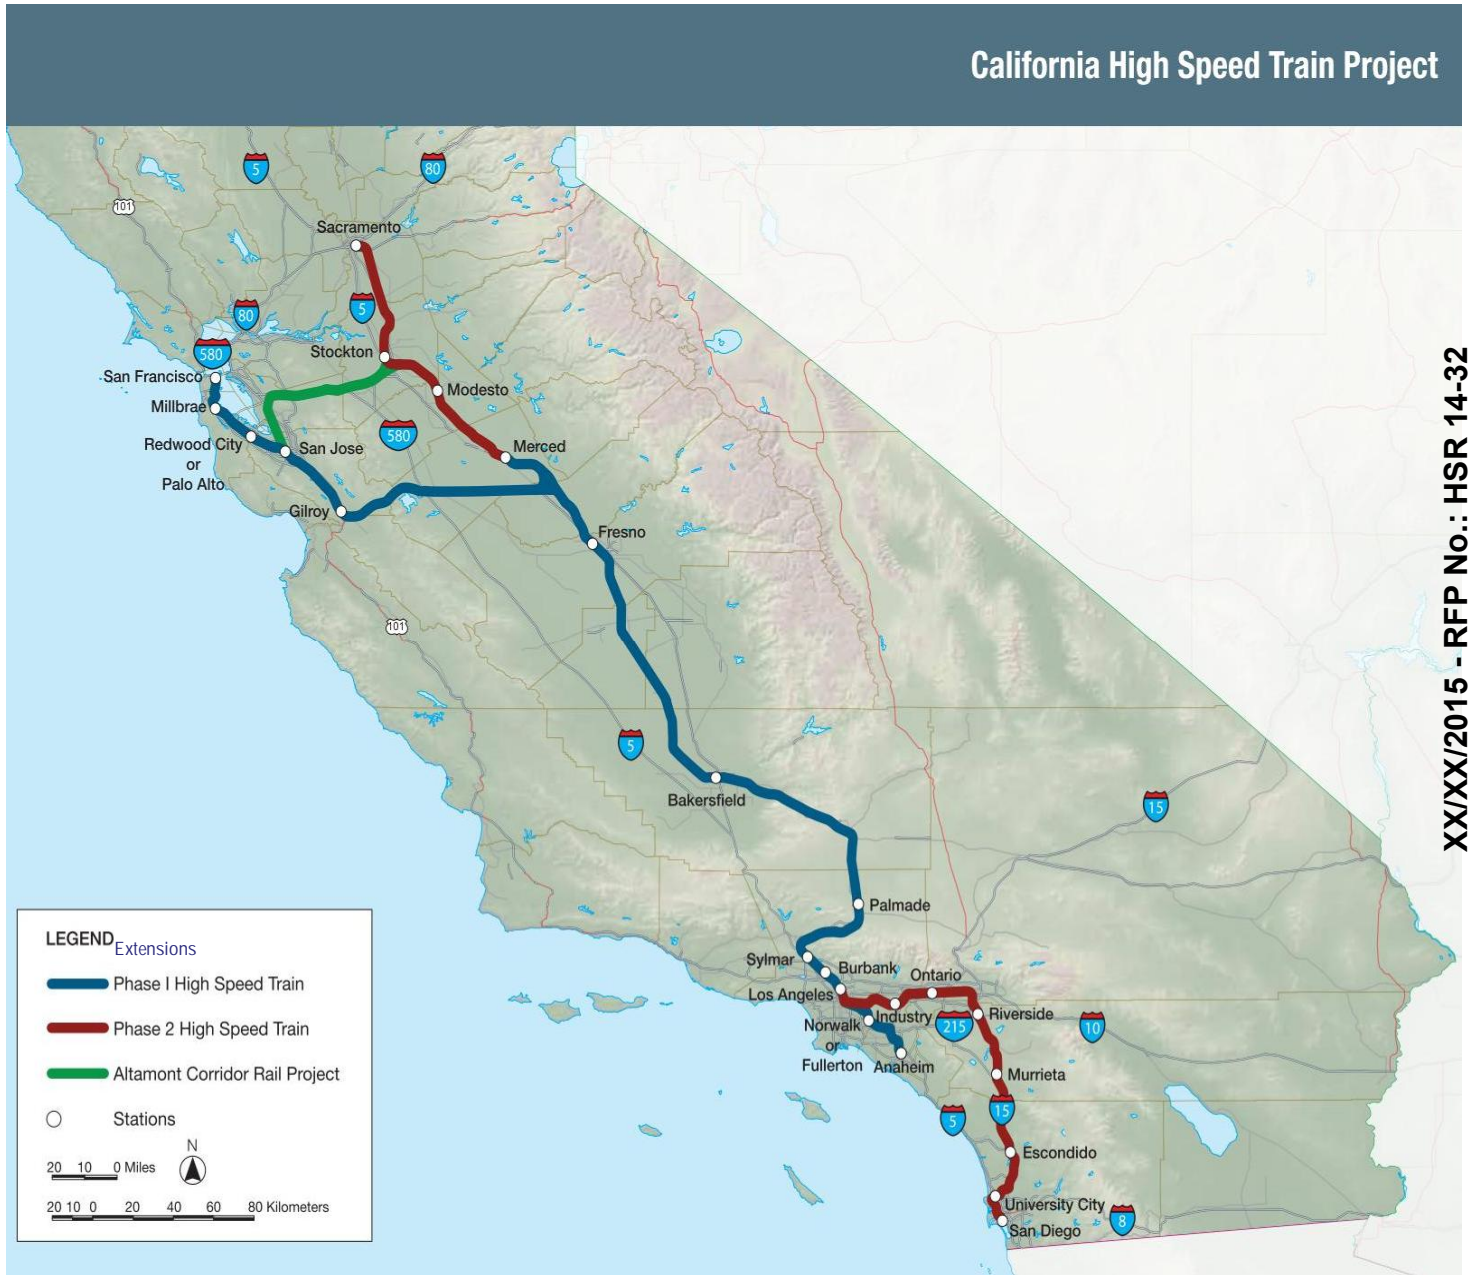 California High Speed Train Project
5
80
101
Sacramento
80
5
580
Stockton
San Francisco
Millbrae
Modesto
580
Redwood City
or
Palo Alto
San Jose
Merced
Gilroy
Fresno
101
5
Bakersfield
15
Palmade
Sylmar
Burbank
Ontario
Los Angeles
Industry
Riverside
215
10
Norwalk
or
Fullerton
Anaheim
Murrieta
15
5
Escondido
University City
8
San Diego
LEGEND
Extensions
Phase I High Speed Train
Phase 2 High Speed Train
Altamont Corridor Rail Project
Stations
N
20 10 0 Miles
20 10 0 20 40 60 80 Kilometers
XX/XX/2015 - RFP No.: HSR 14-32